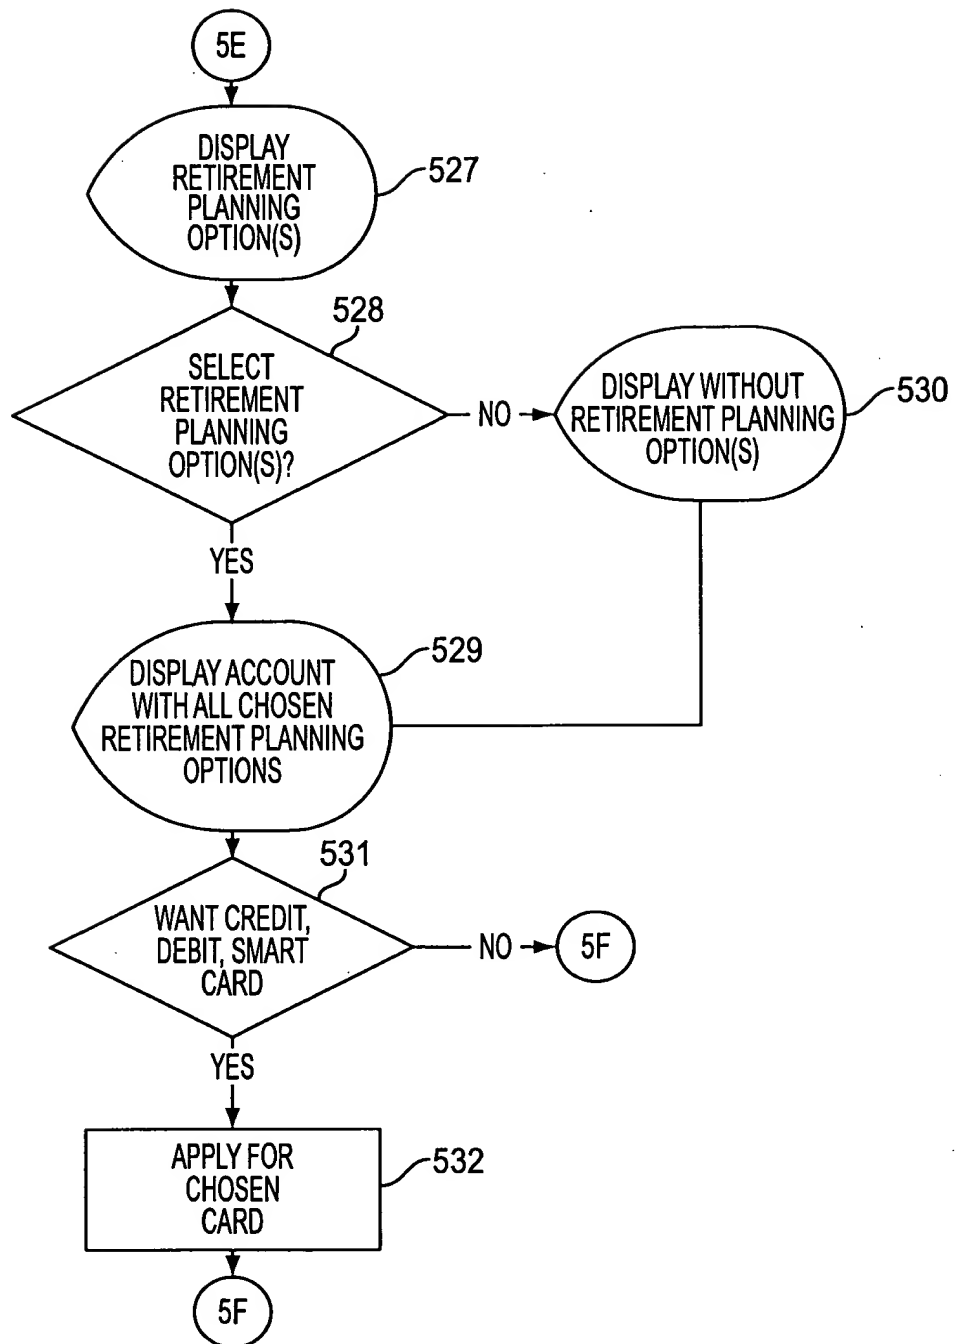 5E
DISPLAY
RETIREMENT
PLANNING
OPTION(S)
527
528
SELECT
RETIREMENT
PLANNING
OPTION(S)?
NO
DISPLAY WITHOUT
RETIREMENT PLANNING
OPTION(S)
530
YES
529
DISPLAY ACCOUNT
WITH ALL CHOSEN
RETIREMENT PLANNING
OPTIONS
531
WANT CREDIT,
DEBIT, SMART
CARD
NO
5F
YES
APPLY FOR
CHOSEN
CARD
532
5F